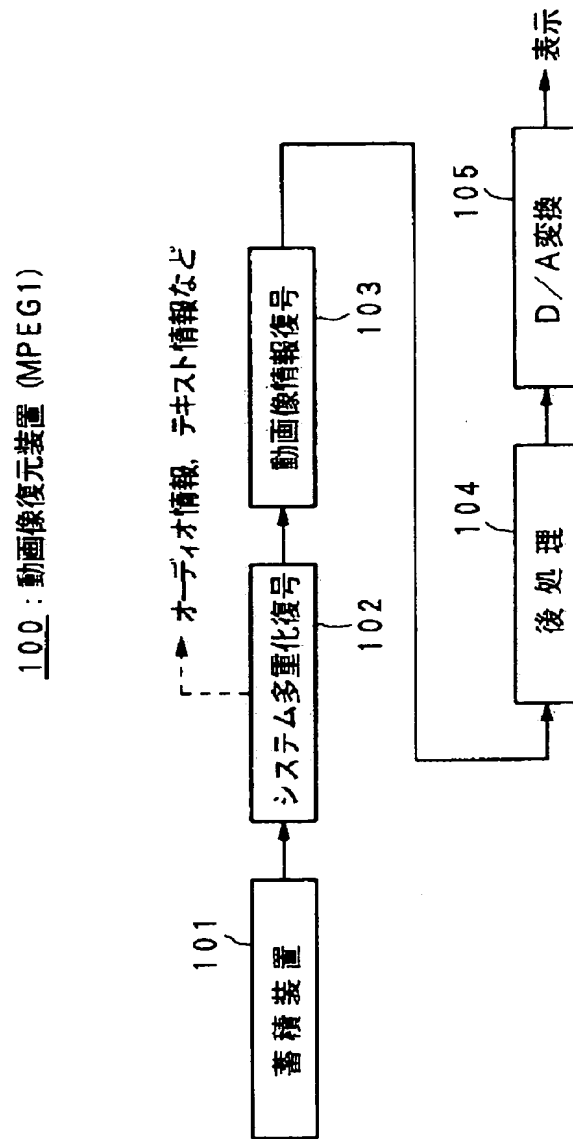 100:動画像復元装置 (MPEG1)
オーディオ情報, テキスト情報など
101
蓄積装置
システム多重化復号
102
動画像情報復号
103
104
後処理
105
D/A変換
表示